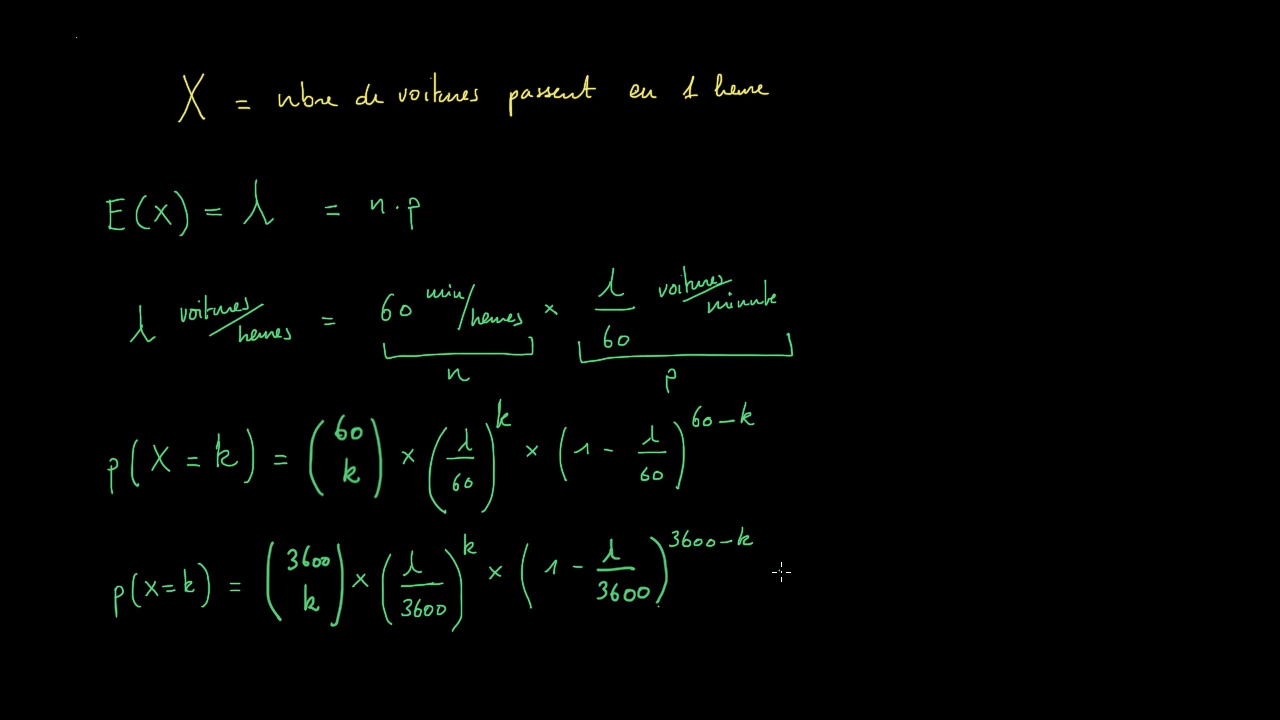 X = nbre de voitures passent en 1 heure
E(X) = λ = n · p
λ voitures/heures = 60 min/heures × λ/60 voitures/minute
n p
p(X = k) = (60 k) × (λ/60)^k × (1 - λ/60)^60-k
p(X=k) = (3600 k) × (λ/3600)^k × (1 - λ/3600)^3600-k